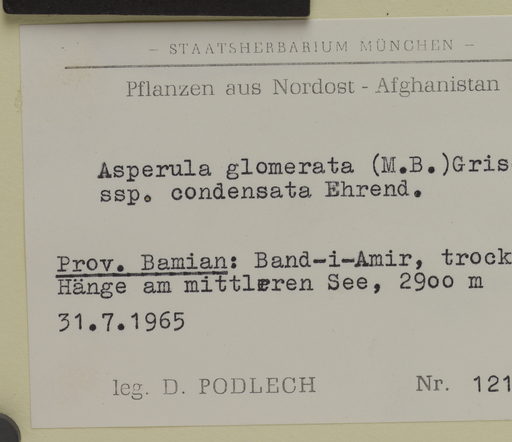 – STAATSHERBARIUM MÜNCHEN –
Pflanzen aus Nordost - Afghanistan
Asperula glomerata (M.B.)Gris
ssp. condensata Ehrend.
Prov. Bamian: Band-i-Amir, trock
Hänge am mittleren See, 2900 m
31.7.1965
leg. D. PODLECH Nr. 121